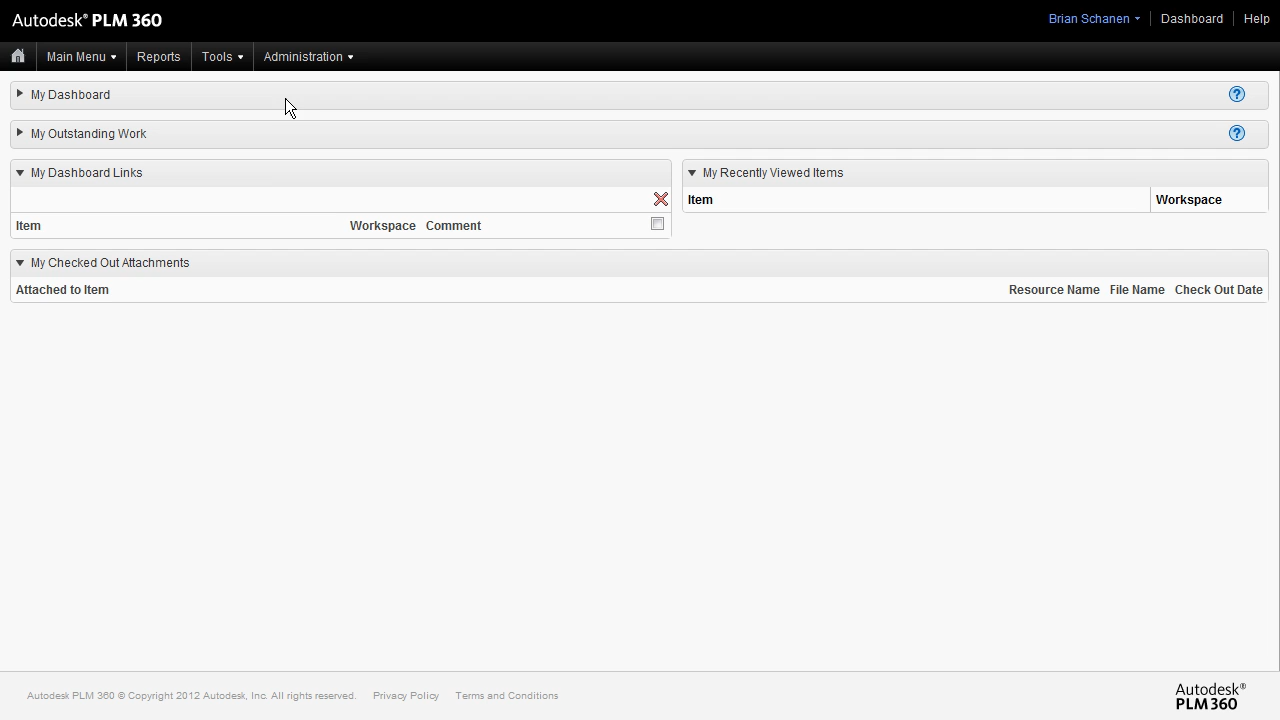 Autodesk® PLM 360
Brian Schanen Dashboard Help
Main Menu Reports Tools Administration
My Dashboard ?
My Outstanding Work ?
My Dashboard Links
My Recently Viewed Items
Item Workspace
Item Workspace Comment
My Checked Out Attachments
Attached to Item Resource Name File Name Check Out Date
Autodesk PLM 360 © Copyright 2012 Autodesk, Inc. All rights reserved. Privacy Policy Terms and Conditions
Autodesk®
PLM 360